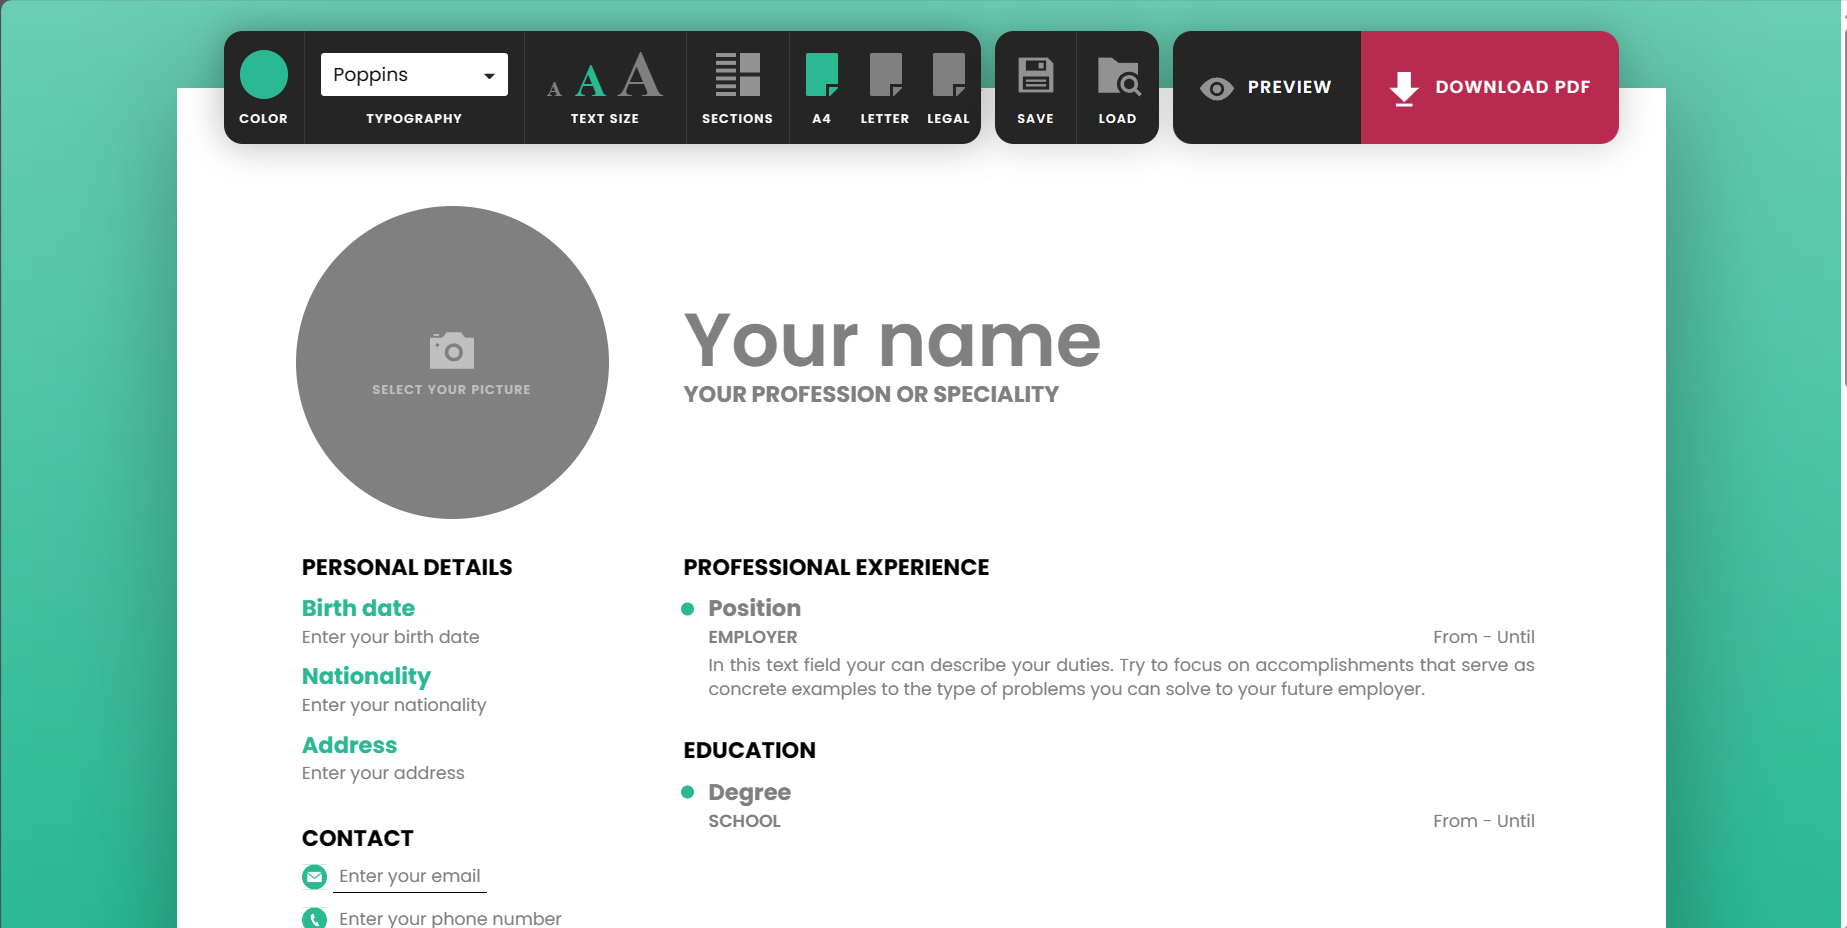 Poppins
COLOR
TYPOGRAPHY
A A A
TEXT SIZE
SECTIONS
A4
LETTER
LEGAL
SAVE
LOAD
PREVIEW
DOWNLOAD PDF
SELECT YOUR PICTURE
Your name
YOUR PROFESSION OR SPECIALITY
PERSONAL DETAILS
Birth date
Enter your birth date
Nationality
Enter your nationality
Address
Enter your address
CONTACT
Enter your email
Enter your phone number
PROFESSIONAL EXPERIENCE
Position
EMPLOYER
From - Until
In this text field your can describe your duties. Try to focus on accomplishments that serve as
concrete examples to the type of problems you can solve to your future employer.
EDUCATION
Degree
SCHOOL
From - Until